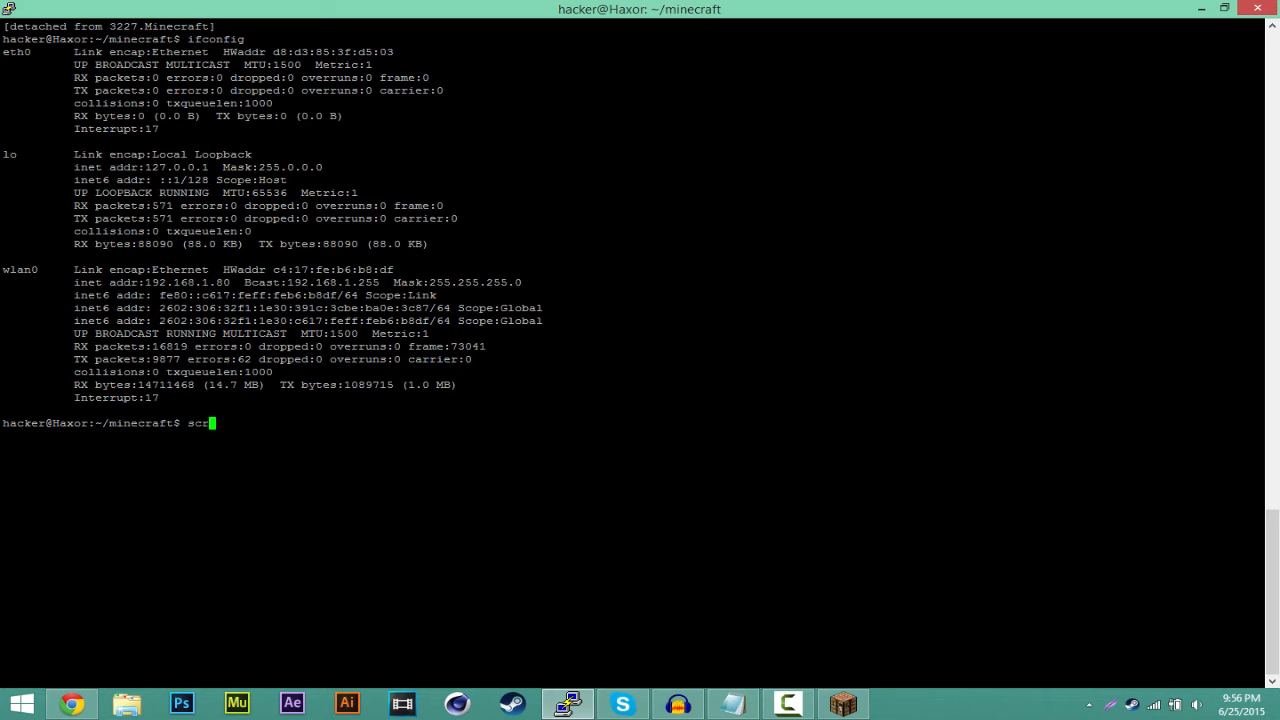 hacker@Haxor: ~/minecraft
[detached from 3227.Minecraft]
hacker@Haxor:~/minecraft$ ifconfig
eth0 Link encap:Ethernet HWaddr d8:d3:85:3f:d5:03
UP BROADCAST MULTICAST MTU:1500 Metric:1
RX packets:0 errors:0 dropped:0 overruns:0 frame:0
TX packets:0 errors:0 dropped:0 overruns:0 carrier:0
collisions:0 txqueuelen:1000
RX bytes:0 (0.0 B) TX bytes:0 (0.0 B)
Interrupt:17
lo Link encap:Local Loopback
inet addr:127.0.0.1 Mask:255.0.0.0
inet6 addr: ::1/128 Scope:Host
UP LOOPBACK RUNNING MTU:65536 Metric:1
RX packets:571 errors:0 dropped:0 overruns:0 frame:0
TX packets:571 errors:0 dropped:0 overruns:0 carrier:0
collisions:0 txqueuelen:0
RX bytes:88090 (88.0 KB) TX bytes:88090 (88.0 KB)
wlan0 Link encap:Ethernet HWaddr c4:17:fe:b6:b8:df
inet addr:192.168.1.80 Bcast:192.168.1.255 Mask:255.255.255.0
inet6 addr: fe80::c617:feff:feb6:b8df/64 Scope:Link
inet6 addr: 2602:306:32f1:1e30:391c:3cbe:ba0e:3c87/64 Scope:Global
inet6 addr: 2602:306:32f1:1e30:c617:feff:feb6:b8df/64 Scope:Global
UP BROADCAST RUNNING MULTICAST MTU:1500 Metric:1
RX packets:16819 errors:0 dropped:0 overruns:0 frame:73041
TX packets:9877 errors:62 dropped:0 overruns:0 carrier:0
collisions:0 txqueuelen:1000
RX bytes:14711468 (14.7 MB) TX bytes:1089715 (1.0 MB)
Interrupt:17
hacker@Haxor:~/minecraft$ scr
Ps Mu Ae Ai
9:56 PM
6/25/2015